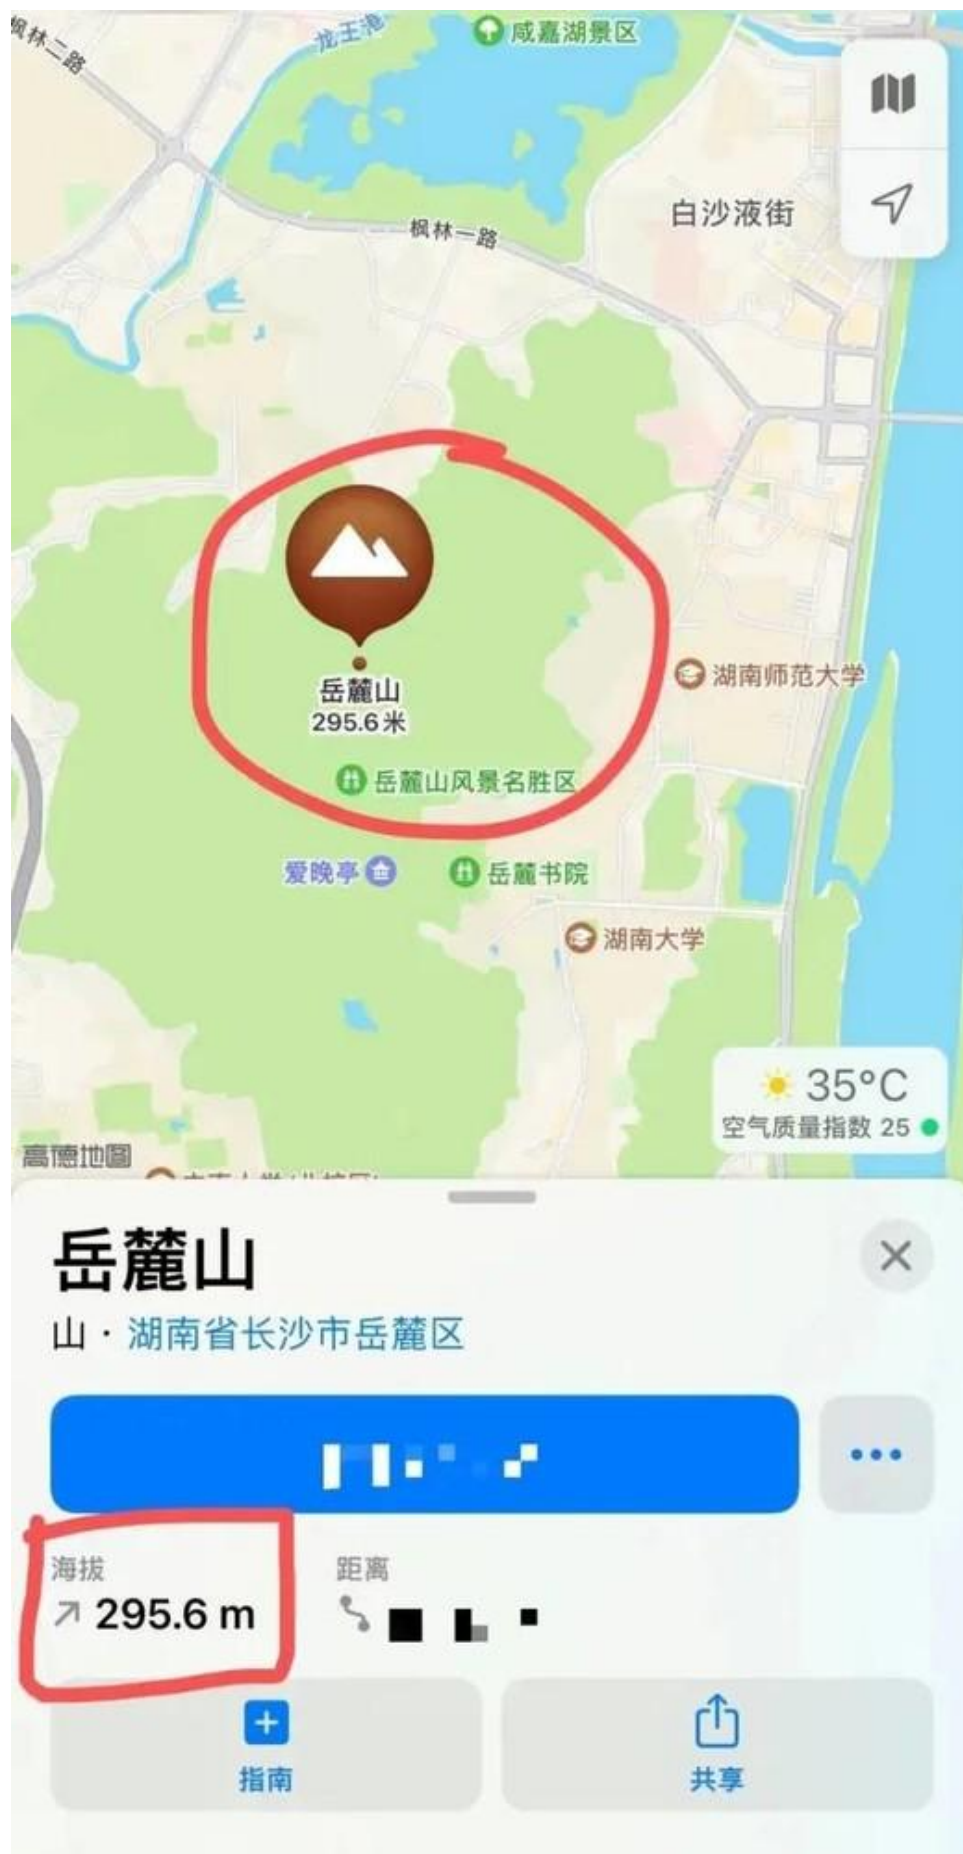 枫林二路
龙王港
咸嘉湖景区
白沙液街
枫林一路
岳麓山
295.6米
湖南师范大学
岳麓山风景名胜区
爱晚亭
岳麓书院
湖南大学
35°C
空气质量指数 25
高德地图
岳麓山
山 · 湖南省长沙市岳麓区
海拔
295.6 m
距离
指南
共享